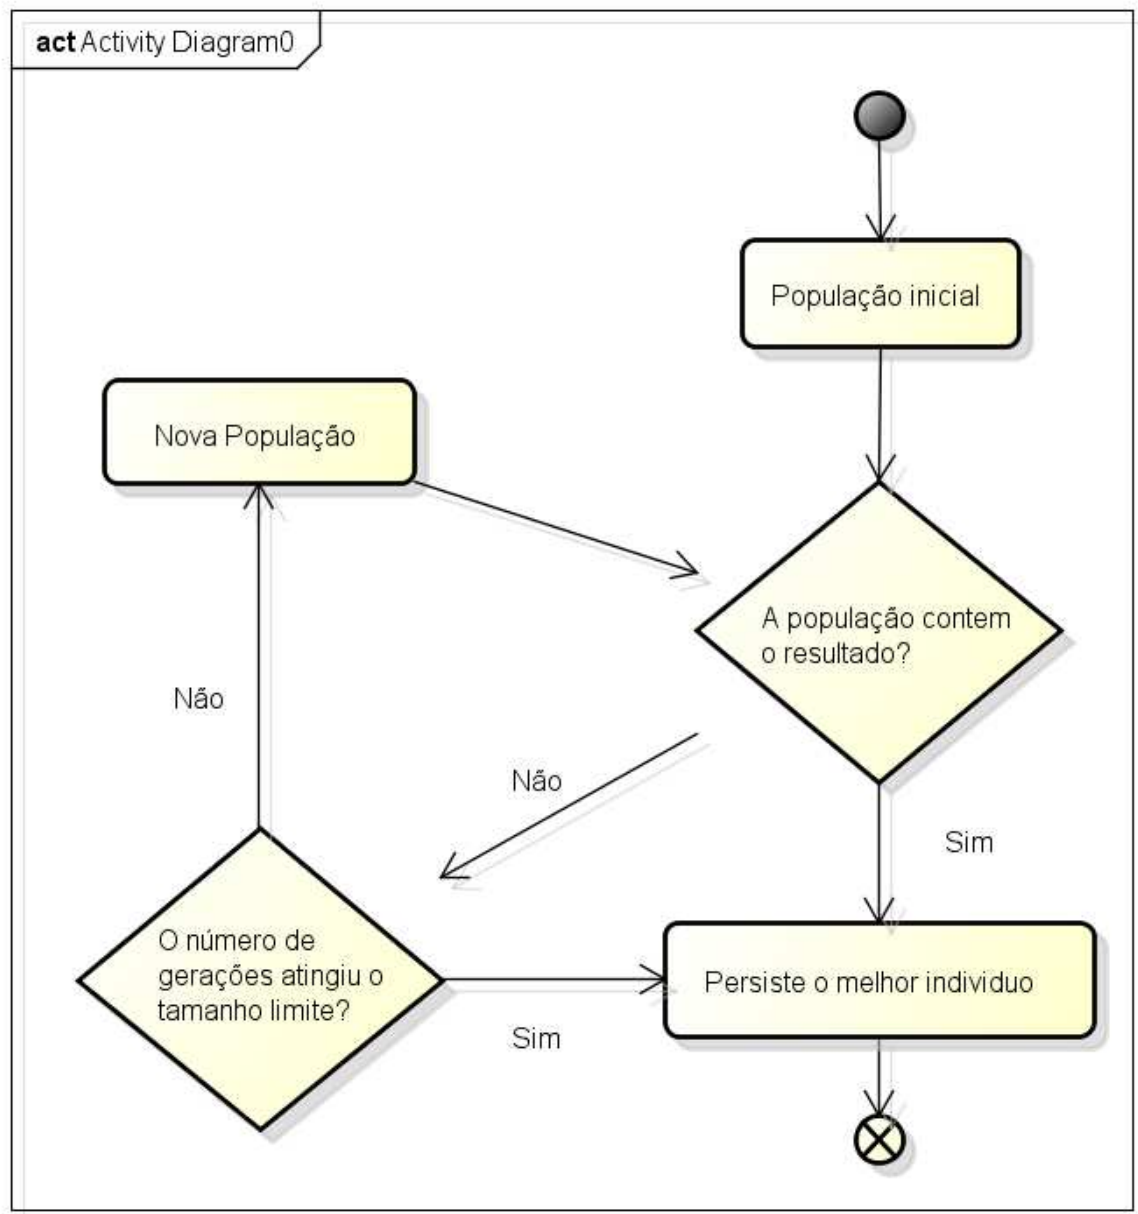 act Activity Diagram0
População inicial
Nova População
A população contem
o resultado?
Não
Não
Sim
O número de
gerações atingiu o
tamanho limite?
Persiste o melhor individuo
Sim